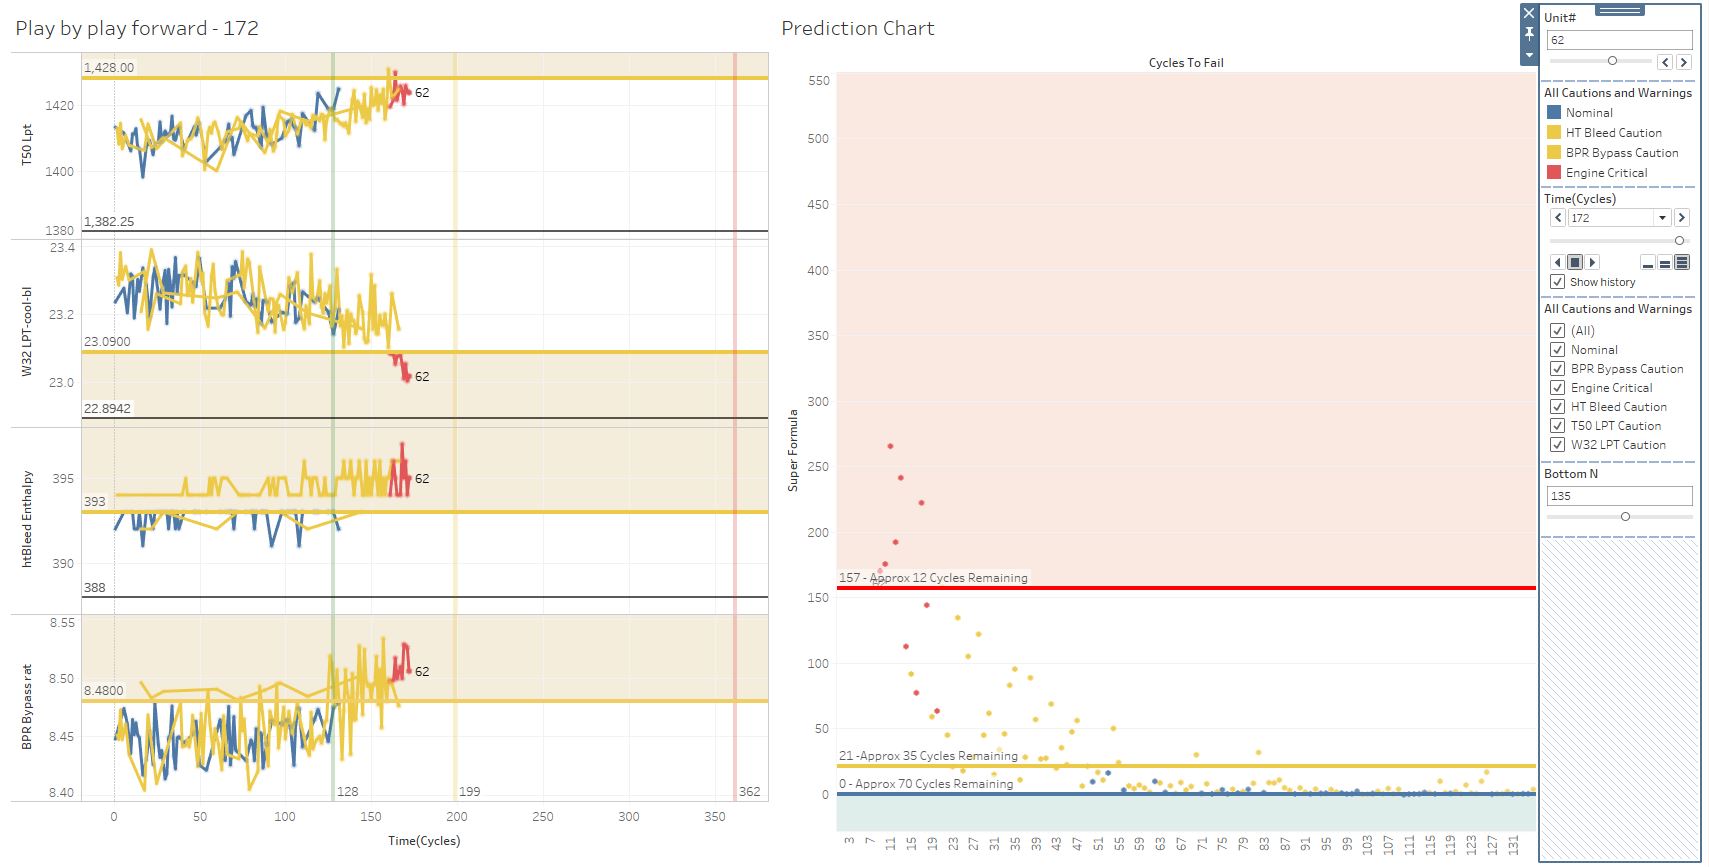 Play by play forward - 172
1,428.00
1420
1400
1,382.25
1380
T50 Lpt
62
23.4
23.2
23.0900
23.0
22.8942
W32 LPT-cool-bl
62
395
393
390
388
htBleed Enthalpy
62
8.55
8.50
8.4800
8.45
8.40
BPR Bypass rat
62
128
199
362
0
50
100
150
200
250
300
350
Time(Cycles)
Prediction Chart
Cycles To Fail
550
500
450
400
350
300
250
200
150
100
50
0
Super Formula
157 - Approx 12 Cycles Remaining
21 -Approx 35 Cycles Remaining
0 - Approx 70 Cycles Remaining
3
7
11
15
19
23
27
31
35
39
43
47
51
55
59
63
67
71
75
79
83
87
91
95
99
103
107
111
115
119
123
127
131
Unit#
62
All Cautions and Warnings
Nominal
HT Bleed Caution
BPR Bypass Caution
Engine Critical
Time(Cycles)
172
Show history
All Cautions and Warnings
(All)
Nominal
BPR Bypass Caution
Engine Critical
HT Bleed Caution
T50 LPT Caution
W32 LPT Caution
Bottom N
135